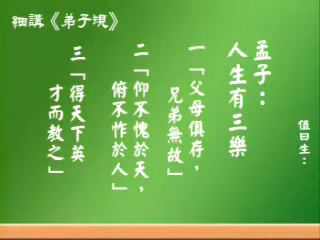 細講《弟子規》
值日生：
孟子：
人生有三樂
一「父母俱存，
兄弟無故」
二「仰不愧於天，
俯不怍於人」
三「得天下英
才而教之」